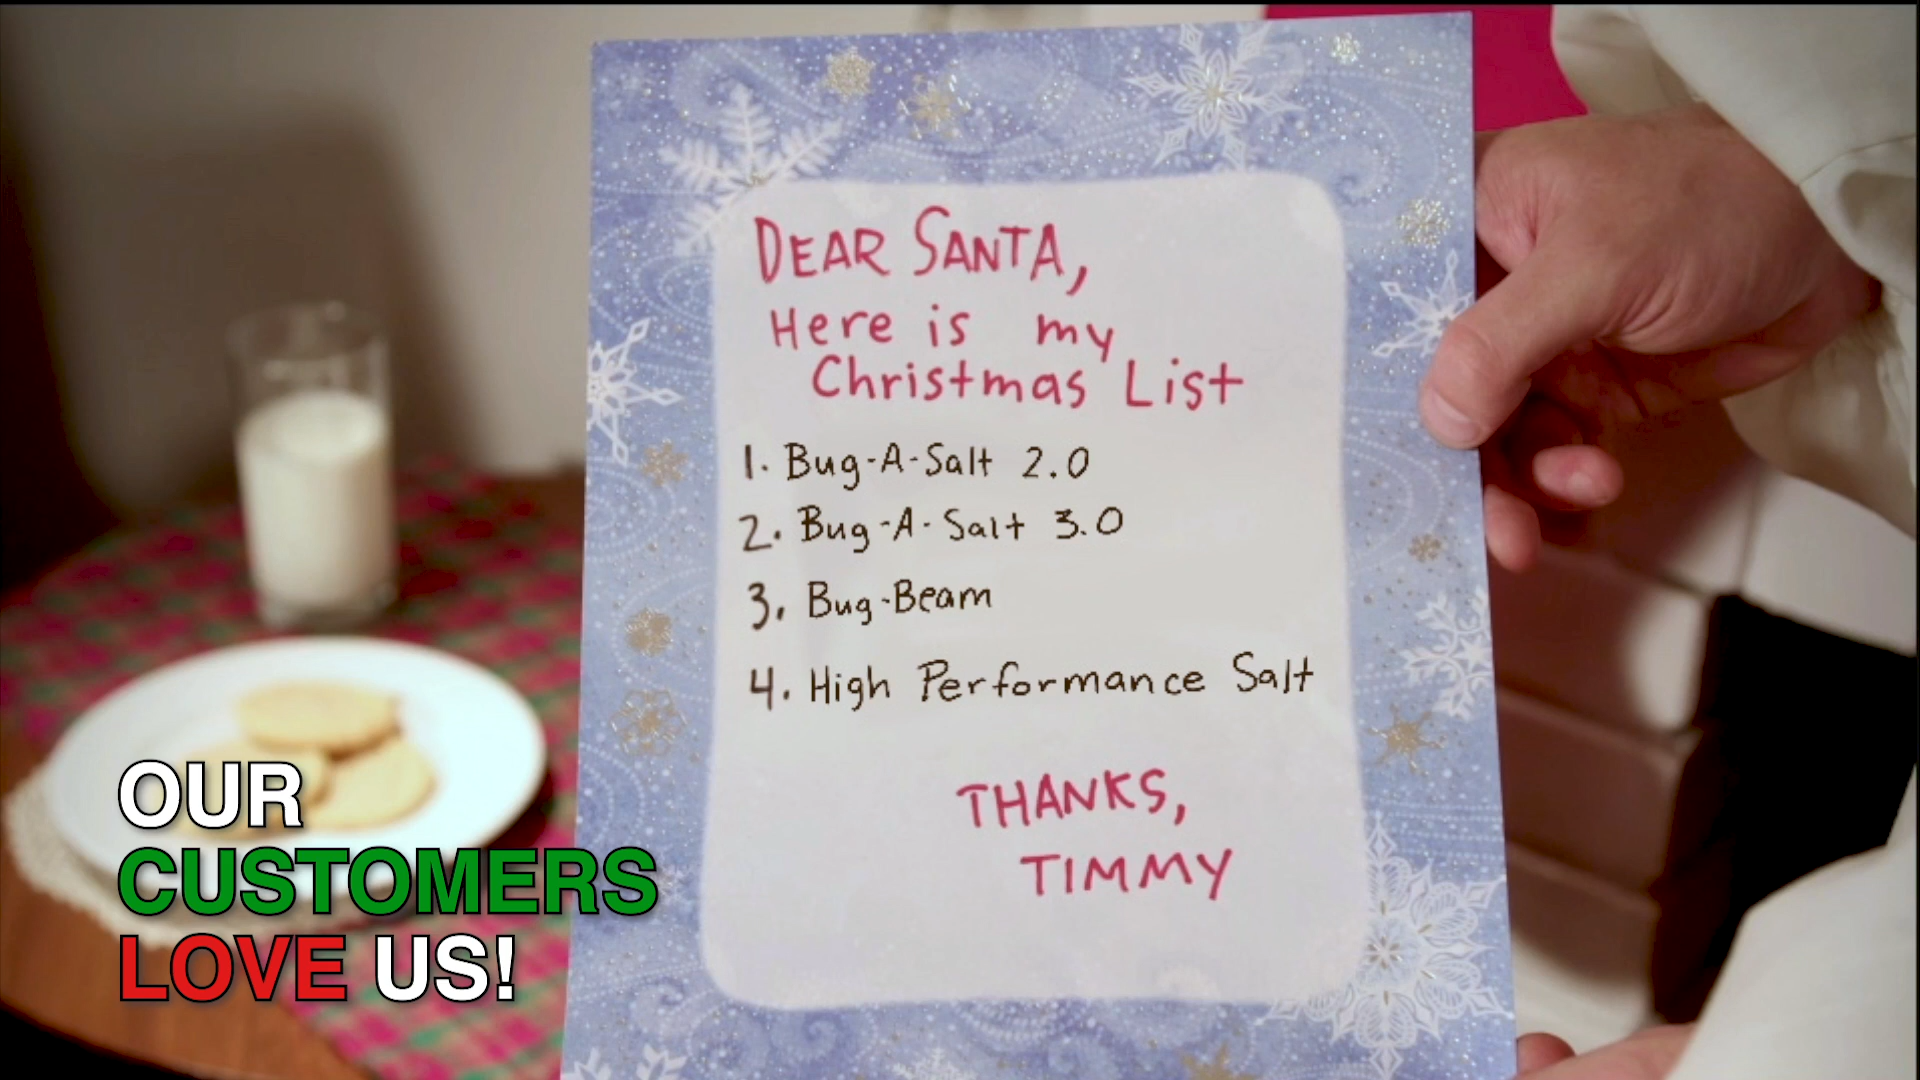 DEAR SANTA,
Here is my
Christmas List
1. Bug-A-Salt 2.0
2. Bug-A-Salt 3.0
3. Bug-Beam
4. High Performance Salt
THANKS,
TIMMY
OUR
CUSTOMERS
LOVE US!